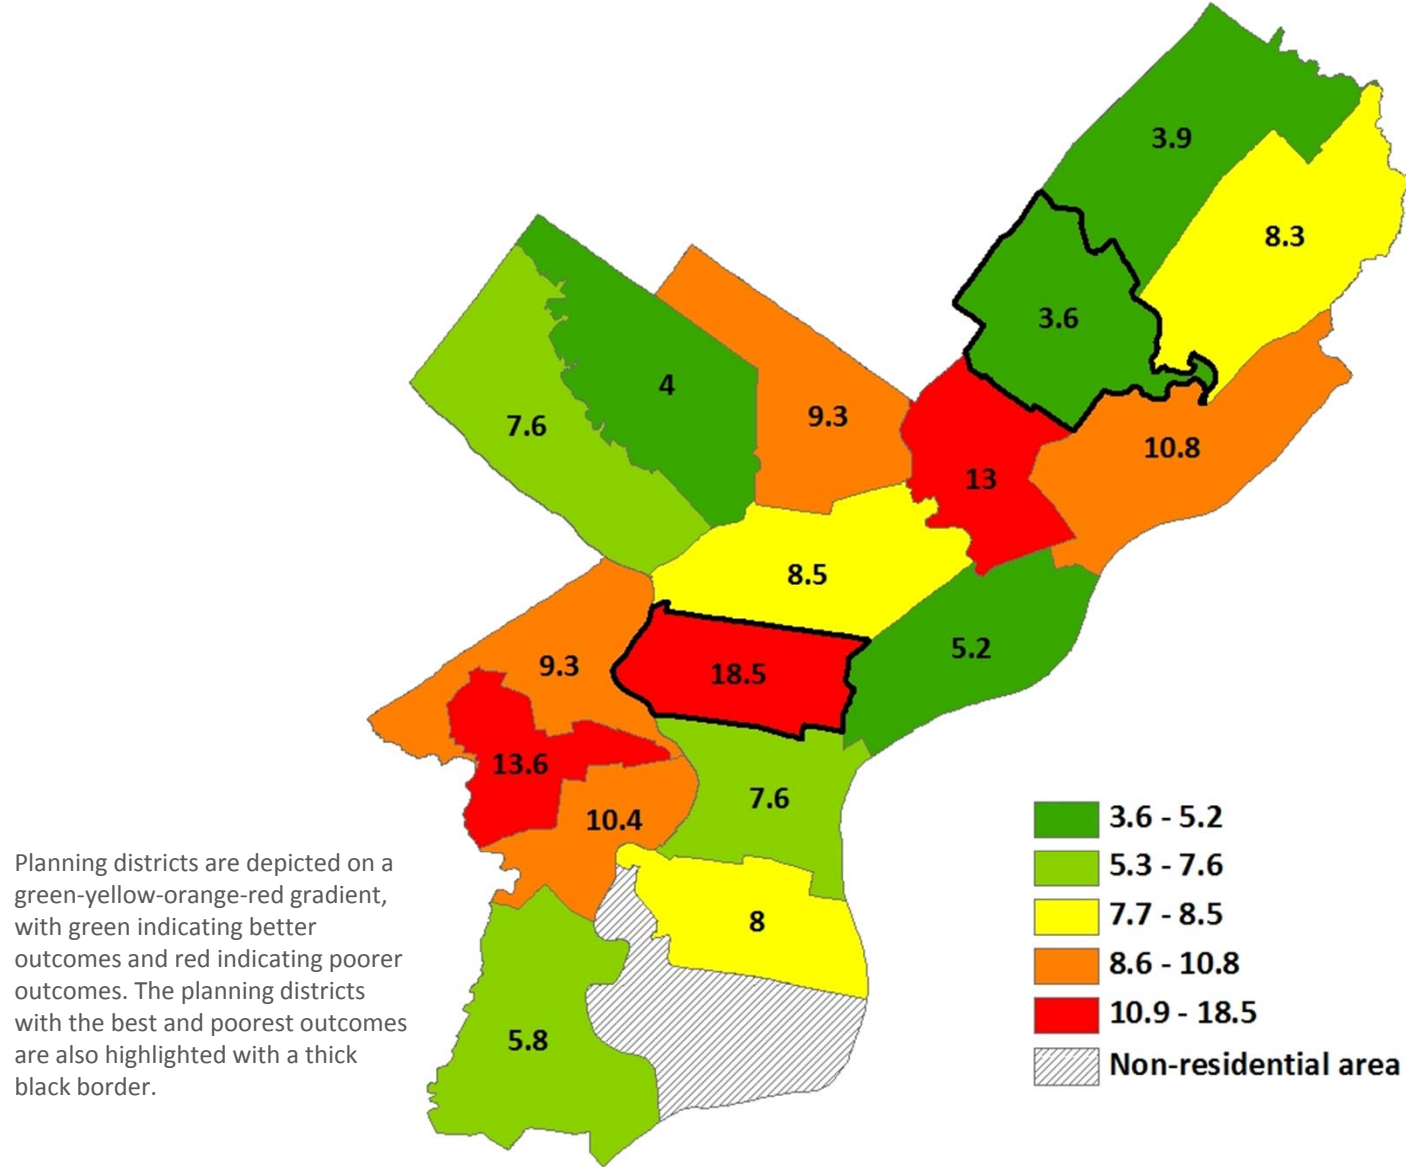 3.9
8.3
3.6
4
7.6
9.3
13
10.8
8.5
5.2
9.3
18.5
13.6
7.6
10.4
8
5.8
3.6 - 5.2
5.3 - 7.6
7.7 - 8.5
8.6 - 10.8
10.9 - 18.5
Non-residential area
Planning districts are depicted on a
green-yellow-orange-red gradient,
with green indicating better
outcomes and red indicating poorer
outcomes. The planning districts
with the best and poorest outcomes
are also highlighted with a thick
black border.